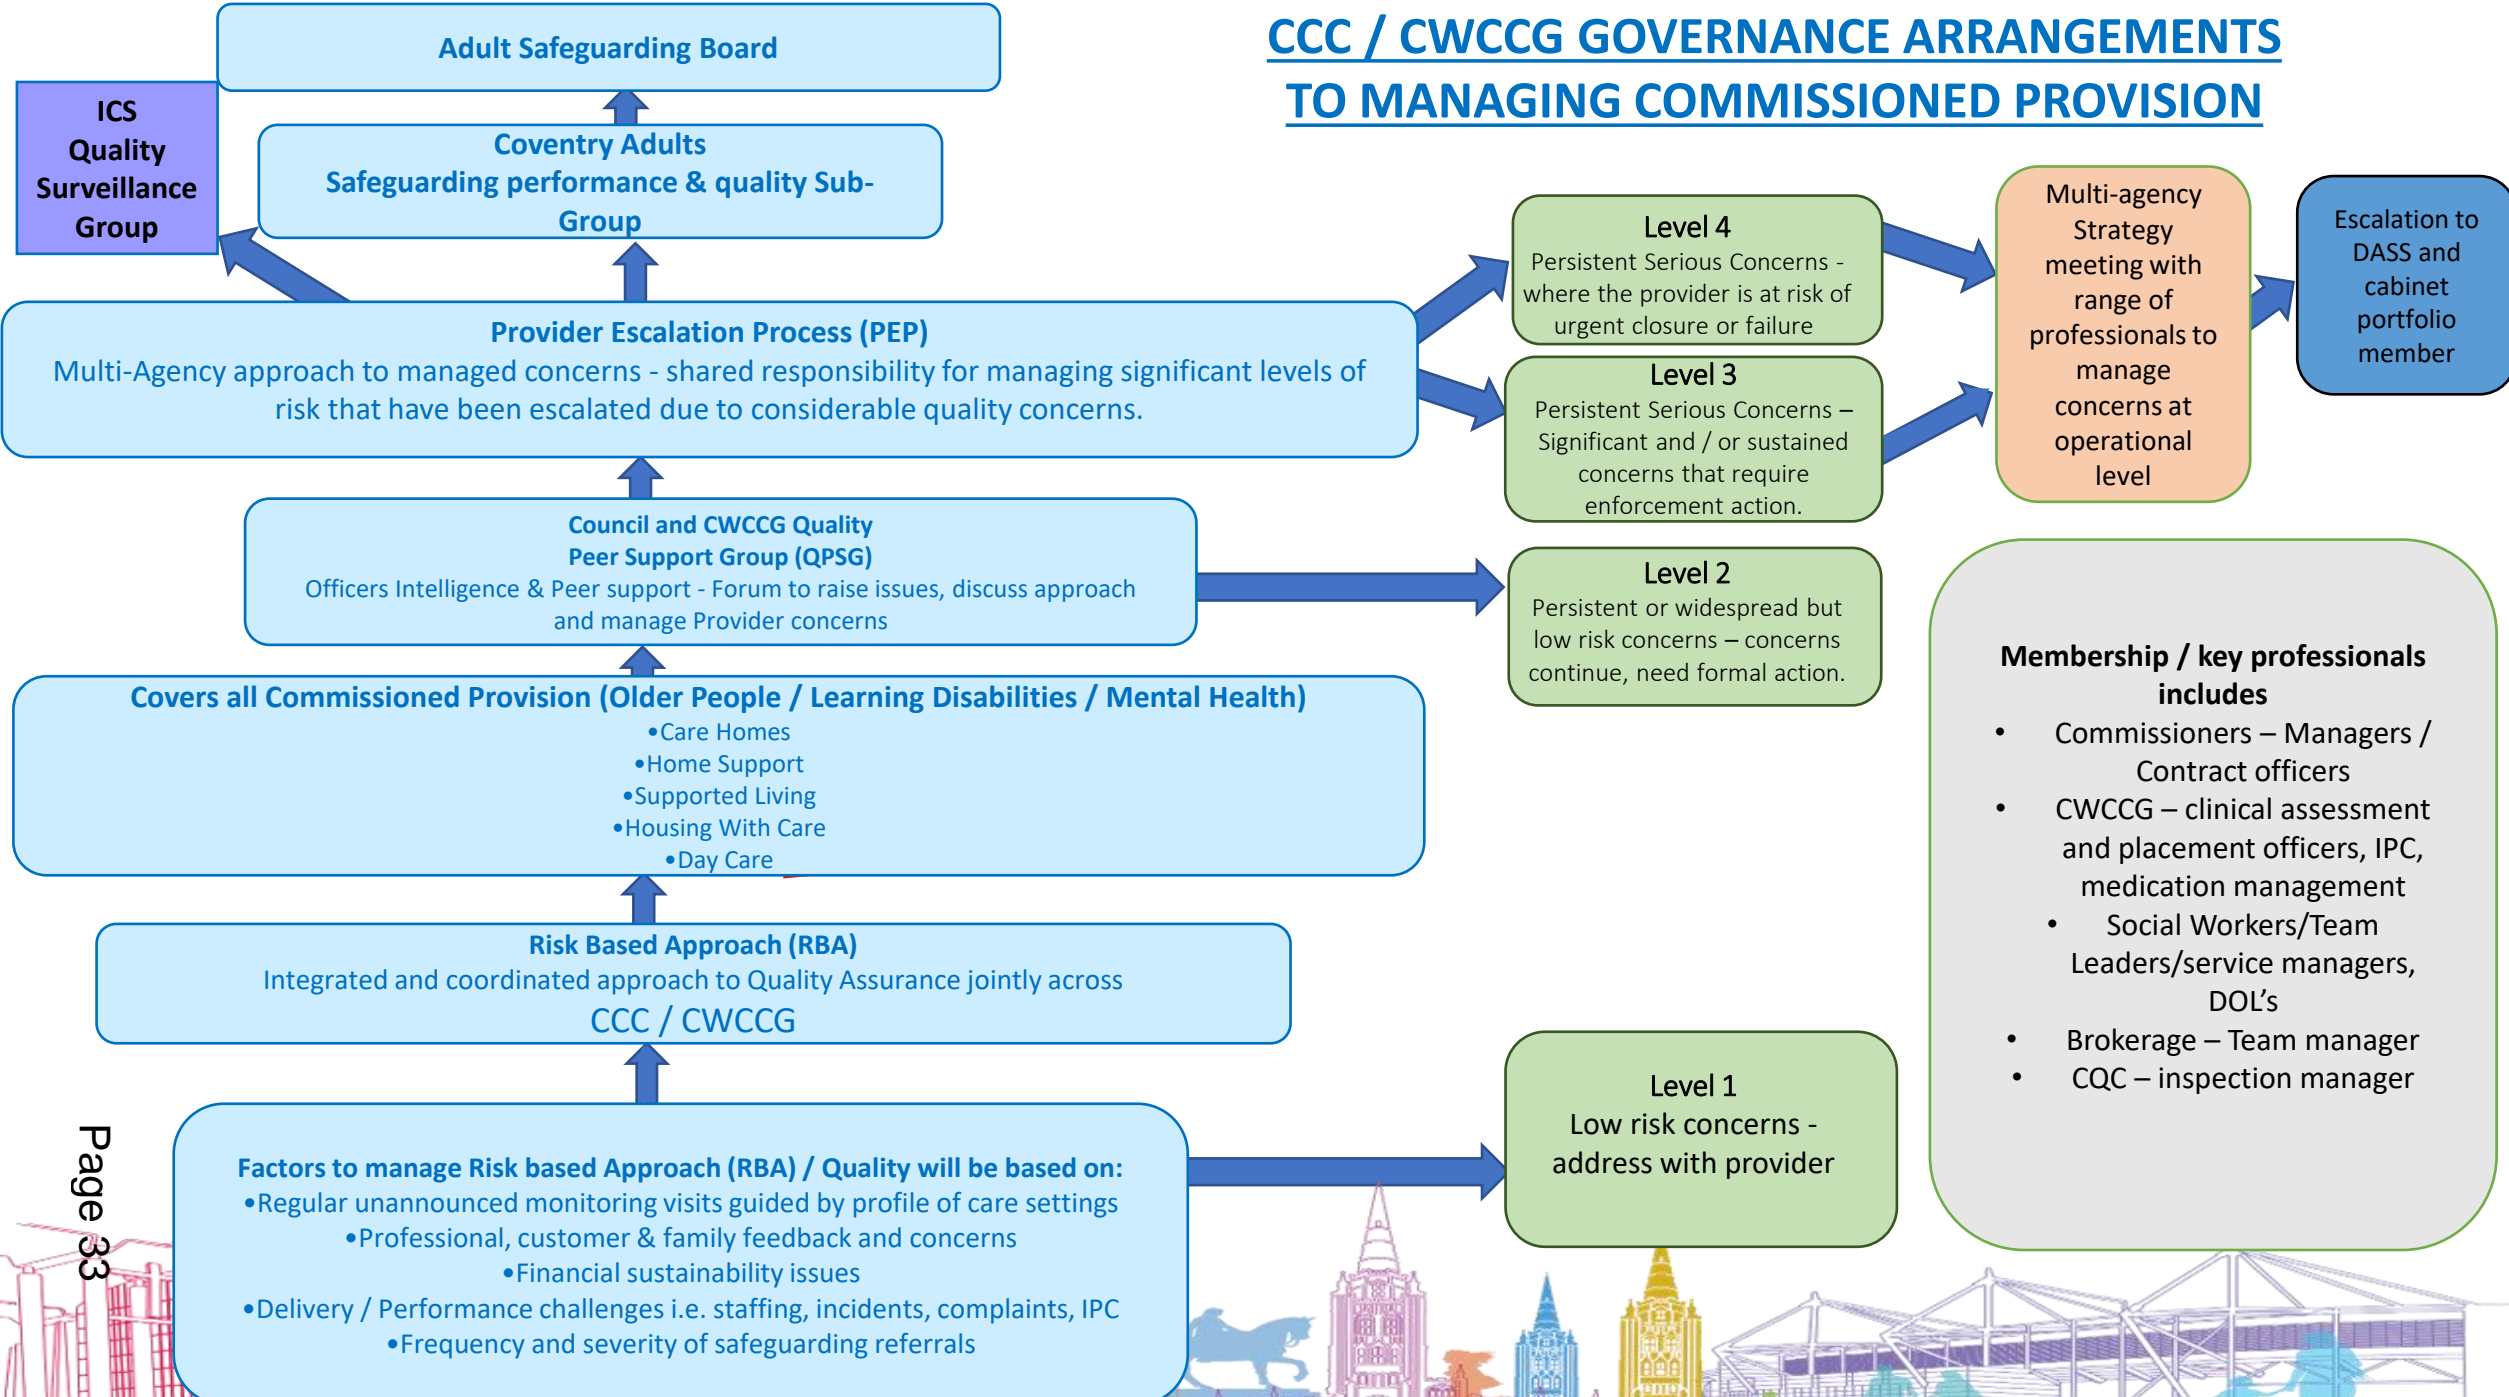 CCC / CWCCG GOVERNANCE ARRANGEMENTS
TO MANAGING COMMISSIONED PROVISION
Adult Safeguarding Board
ICS
Quality
Surveillance
Group
Coventry Adults
Safeguarding performance & quality Sub-
Group
Provider Escalation Process (PEP)
Multi-Agency approach to managed concerns - shared responsibility for managing significant levels of
risk that have been escalated due to considerable quality concerns.
Council and CWCCG Quality
Peer Support Group (QPSG)
Officers Intelligence & Peer support - Forum to raise issues, discuss approach
and manage Provider concerns
Covers all Commissioned Provision (Older People / Learning Disabilities / Mental Health)
•Care Homes
•Home Support
•Supported Living
•Housing With Care
•Day Care
Risk Based Approach (RBA)
Integrated and coordinated approach to Quality Assurance jointly across
CCC / CWCCG
Factors to manage Risk based Approach (RBA) / Quality will be based on:
•Regular unannounced monitoring visits guided by profile of care settings
•Professional, customer & family feedback and concerns
•Financial sustainability issues
•Delivery / Performance challenges i.e. staffing, incidents, complaints, IPC
•Frequency and severity of safeguarding referrals
Level 4
Persistent Serious Concerns -
where the provider is at risk of
urgent closure or failure
Level 3
Persistent Serious Concerns –
Significant and / or sustained
concerns that require
enforcement action.
Level 2
Persistent or widespread but
low risk concerns – concerns
continue, need formal action.
Level 1
Low risk concerns -
address with provider
Multi-agency
Strategy
meeting with
range of
professionals to
manage
concerns at
operational
level
Escalation to
DASS and
cabinet
portfolio
member
Membership / key professionals
includes
• Commissioners – Managers /
Contract officers
• CWCCG – clinical assessment
and placement officers, IPC,
medication management
• Social Workers/Team
Leaders/service managers,
DOL’s
• Brokerage – Team manager
• CQC – inspection manager
Page 33